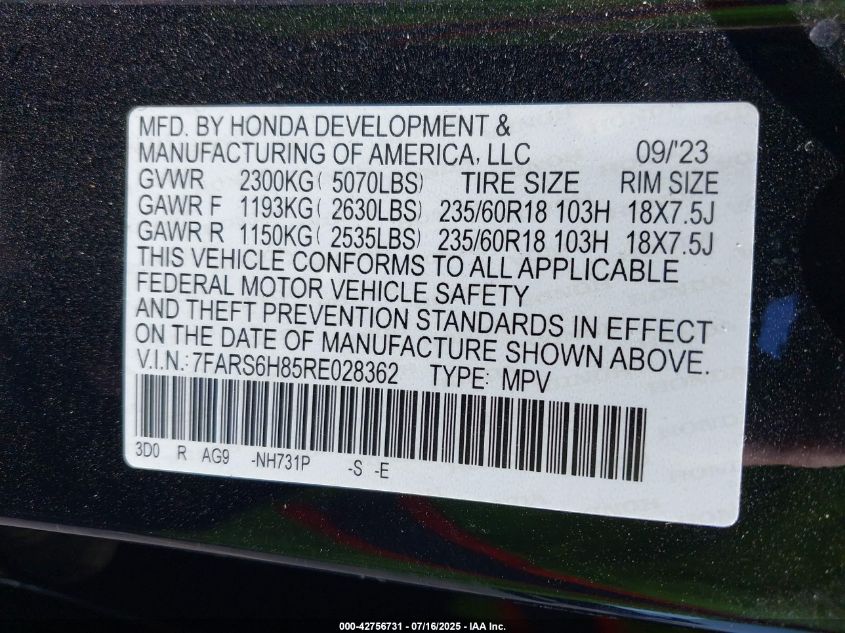 MFD. BY HONDA DEVELOPMENT &
MANUFACTURING OF AMERICA, LLC 09/'23
GVWR 2300KG( 5070LBS) TIRE SIZE RIM SIZE
GAWR F 1193KG( 2630LBS) 235/60R18 103H 18X7.5J
GAWR R 1150KG( 2535LBS) 235/60R18 103H 18X7.5J
THIS VEHICLE CONFORMS TO ALL APPLICABLE
FEDERAL MOTOR VEHICLE SAFETY
AND THEFT PREVENTION STANDARDS IN EFFECT
ON THE DATE OF MANUFACTURE SHOWN ABOVE.
V.I.N.: 7FARS6H85RE028362 TYPE: MPV
3D0 R AG9 -NH731P -S -E
000-42756731 - 07/16/2025 - IAA Inc.